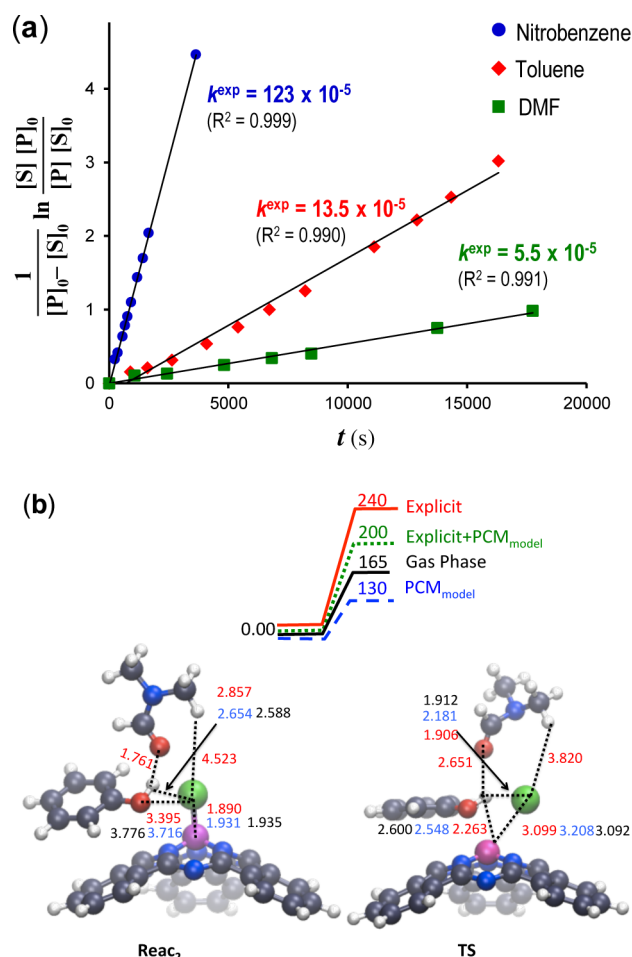 (a)
Nitrobenzene
Toluene
DMF
k^exp = 123 x 10^-5
(R² = 0.999)
k^exp = 13.5 x 10^-5
(R² = 0.990)
k^exp = 5.5 x 10^-5
(R² = 0.991)
1 / [P]₀– [S]₀ ln [S] [P]₀ / [P] [S]₀
4
3
2
1
0
0
5000
10000
15000
20000
t (s)
(b)
240 Explicit
200 Explicit+PCM_model
165 Gas Phase
130 PCM_model
0.00
2.857
2.654 2.588
1.761
4.523
1.890
3.395
1.931 1.935
3.776 3.716
Reac₂
1.912
2.181
1.906
2.651
3.820
2.600 2.548 2.263
3.099 3.208 3.092
TS